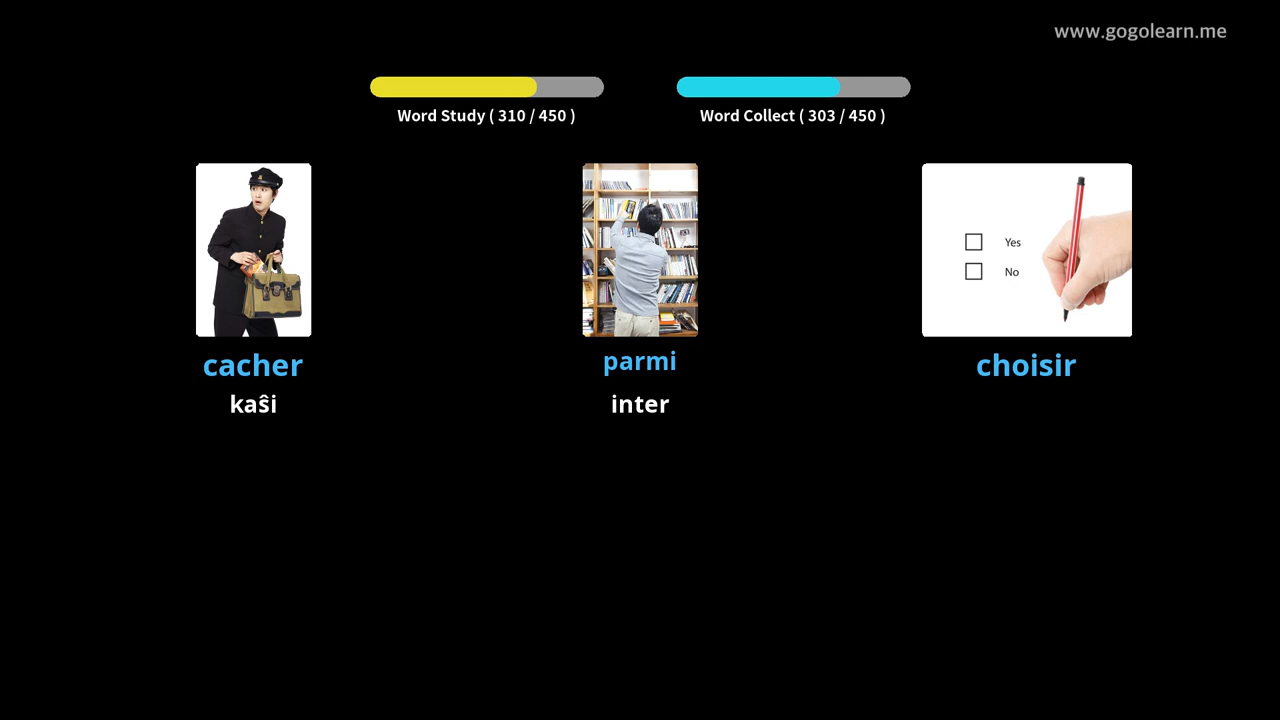 www.gogolearn.me
Word Study ( 310 / 450 )
Word Collect ( 303 / 450 )
Yes
No
cacher
parmi
choisir
kaŝi
inter